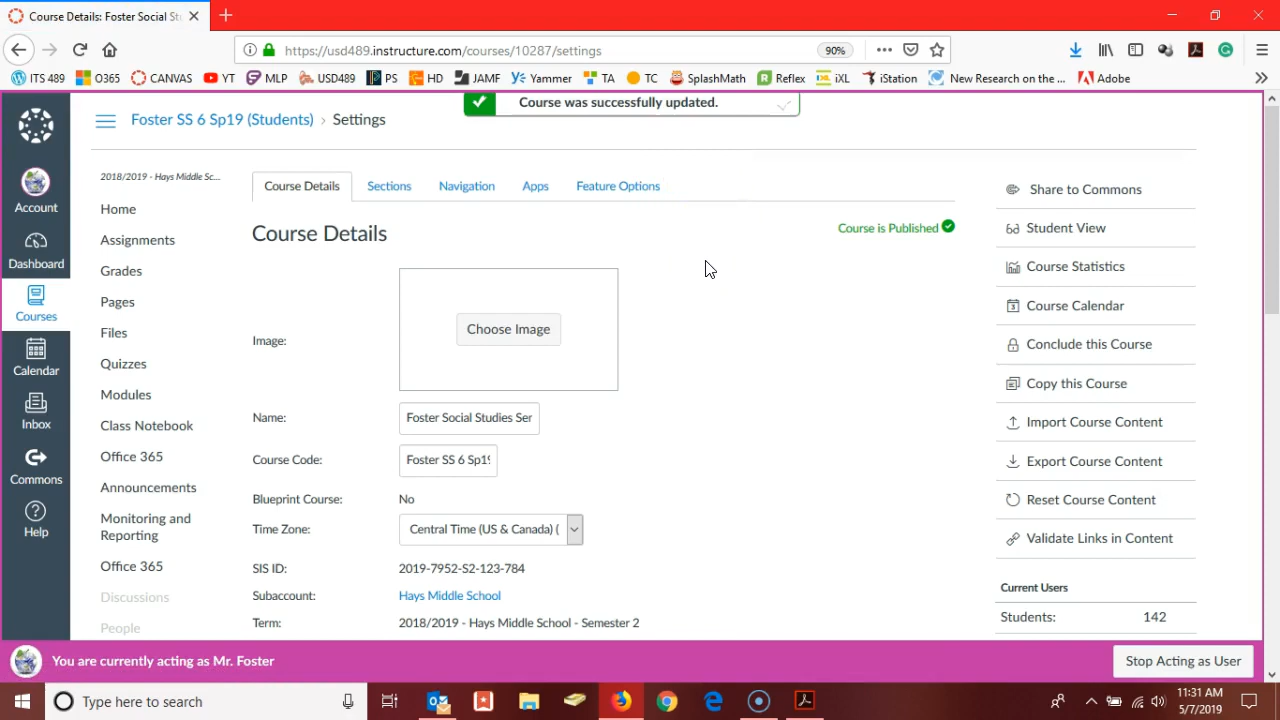 Course Details: Foster Social St
https://usd489.instructure.com/courses/10287/settings
90%
ITS 489
O365
CANVAS
YT
MLP
USD489
PS
HD
JAMF
Yammer
TA
TC
SplashMath
Reflex
iXL
iStation
New Research on the ...
Adobe
Course was successfully updated.
Foster SS 6 Sp19 (Students) › Settings
Account
Dashboard
Courses
Calendar
Inbox
Commons
Help
2018/2019 - Hays Middle Sc...
Home
Assignments
Grades
Pages
Files
Quizzes
Modules
Class Notebook
Office 365
Announcements
Monitoring and
Reporting
Office 365
Discussions
People
Course Details
Sections
Navigation
Apps
Feature Options
Course Details
Course is Published
Image:
Choose Image
Name:
Foster Social Studies Ser
Course Code:
Foster SS 6 Sp19
Blueprint Course:
No
Time Zone:
Central Time (US & Canada) (
SIS ID:
2019-7952-S2-123-784
Subaccount:
Hays Middle School
Term:
2018/2019 - Hays Middle School - Semester 2
Share to Commons
Student View
Course Statistics
Course Calendar
Conclude this Course
Copy this Course
Import Course Content
Export Course Content
Reset Course Content
Validate Links in Content
Current Users
Students: 142
You are currently acting as Mr. Foster
Stop Acting as User
Type here to search
11:31 AM
5/7/2019